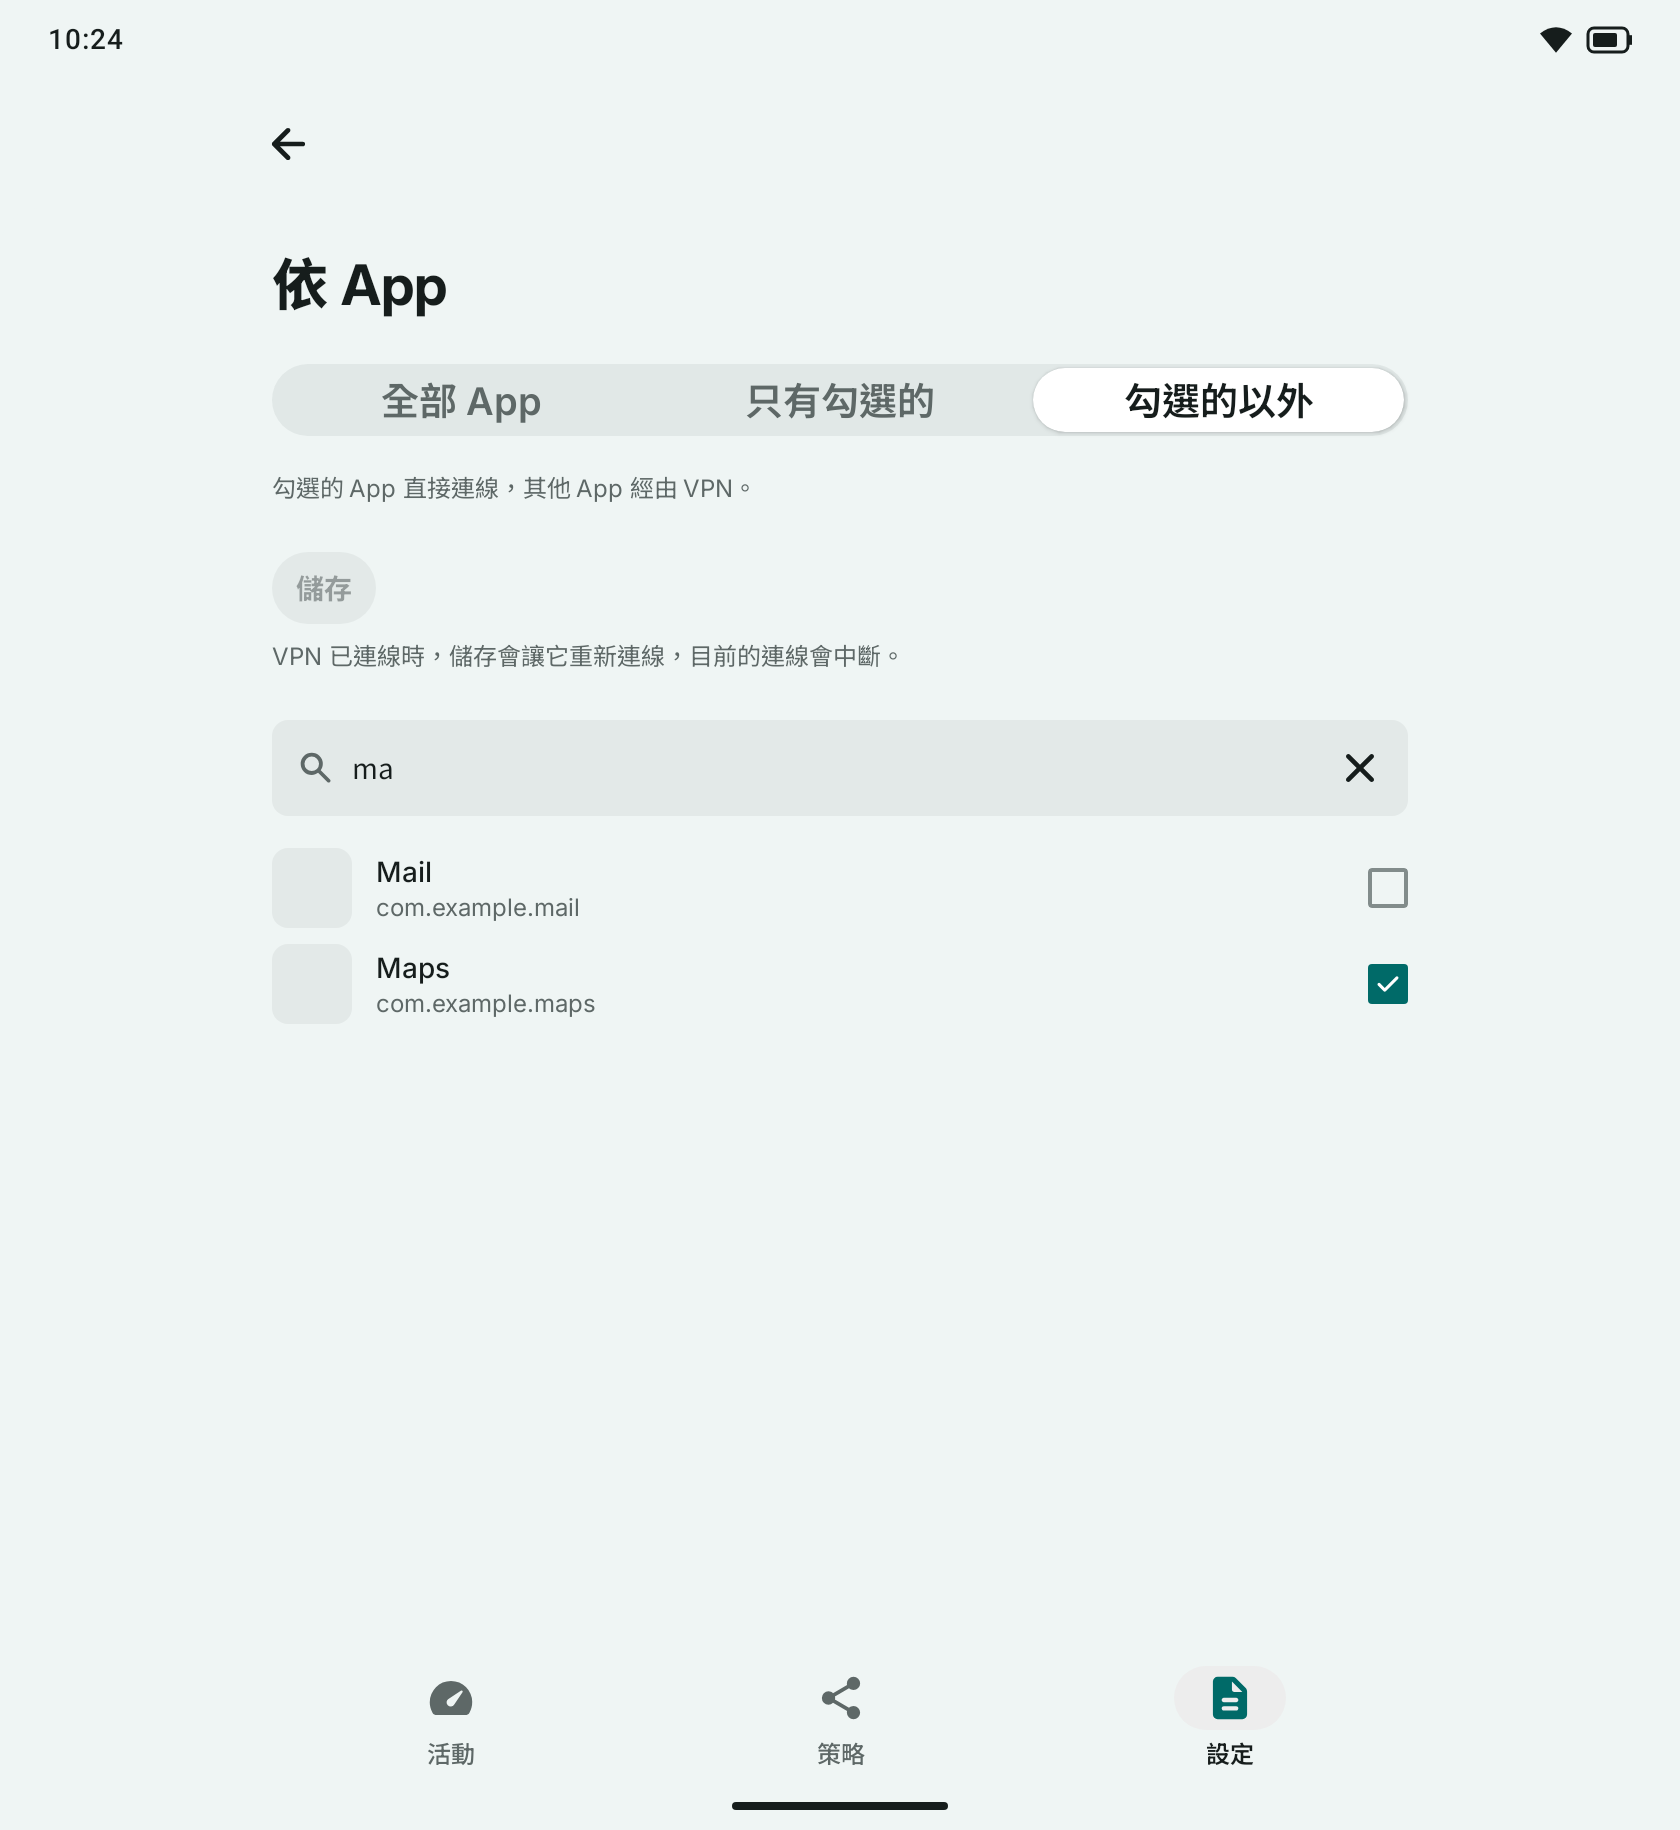 10:24
依 App
全部 App
只有勾選的
勾選的以外
勾選的 App 直接連線，其他 App 經由 VPN。
儲存
VPN 已連線時，儲存會讓它重新連線，目前的連線會中斷。
ma
Mail
com.example.mail
Maps
com.example.maps
活動
策略
設定